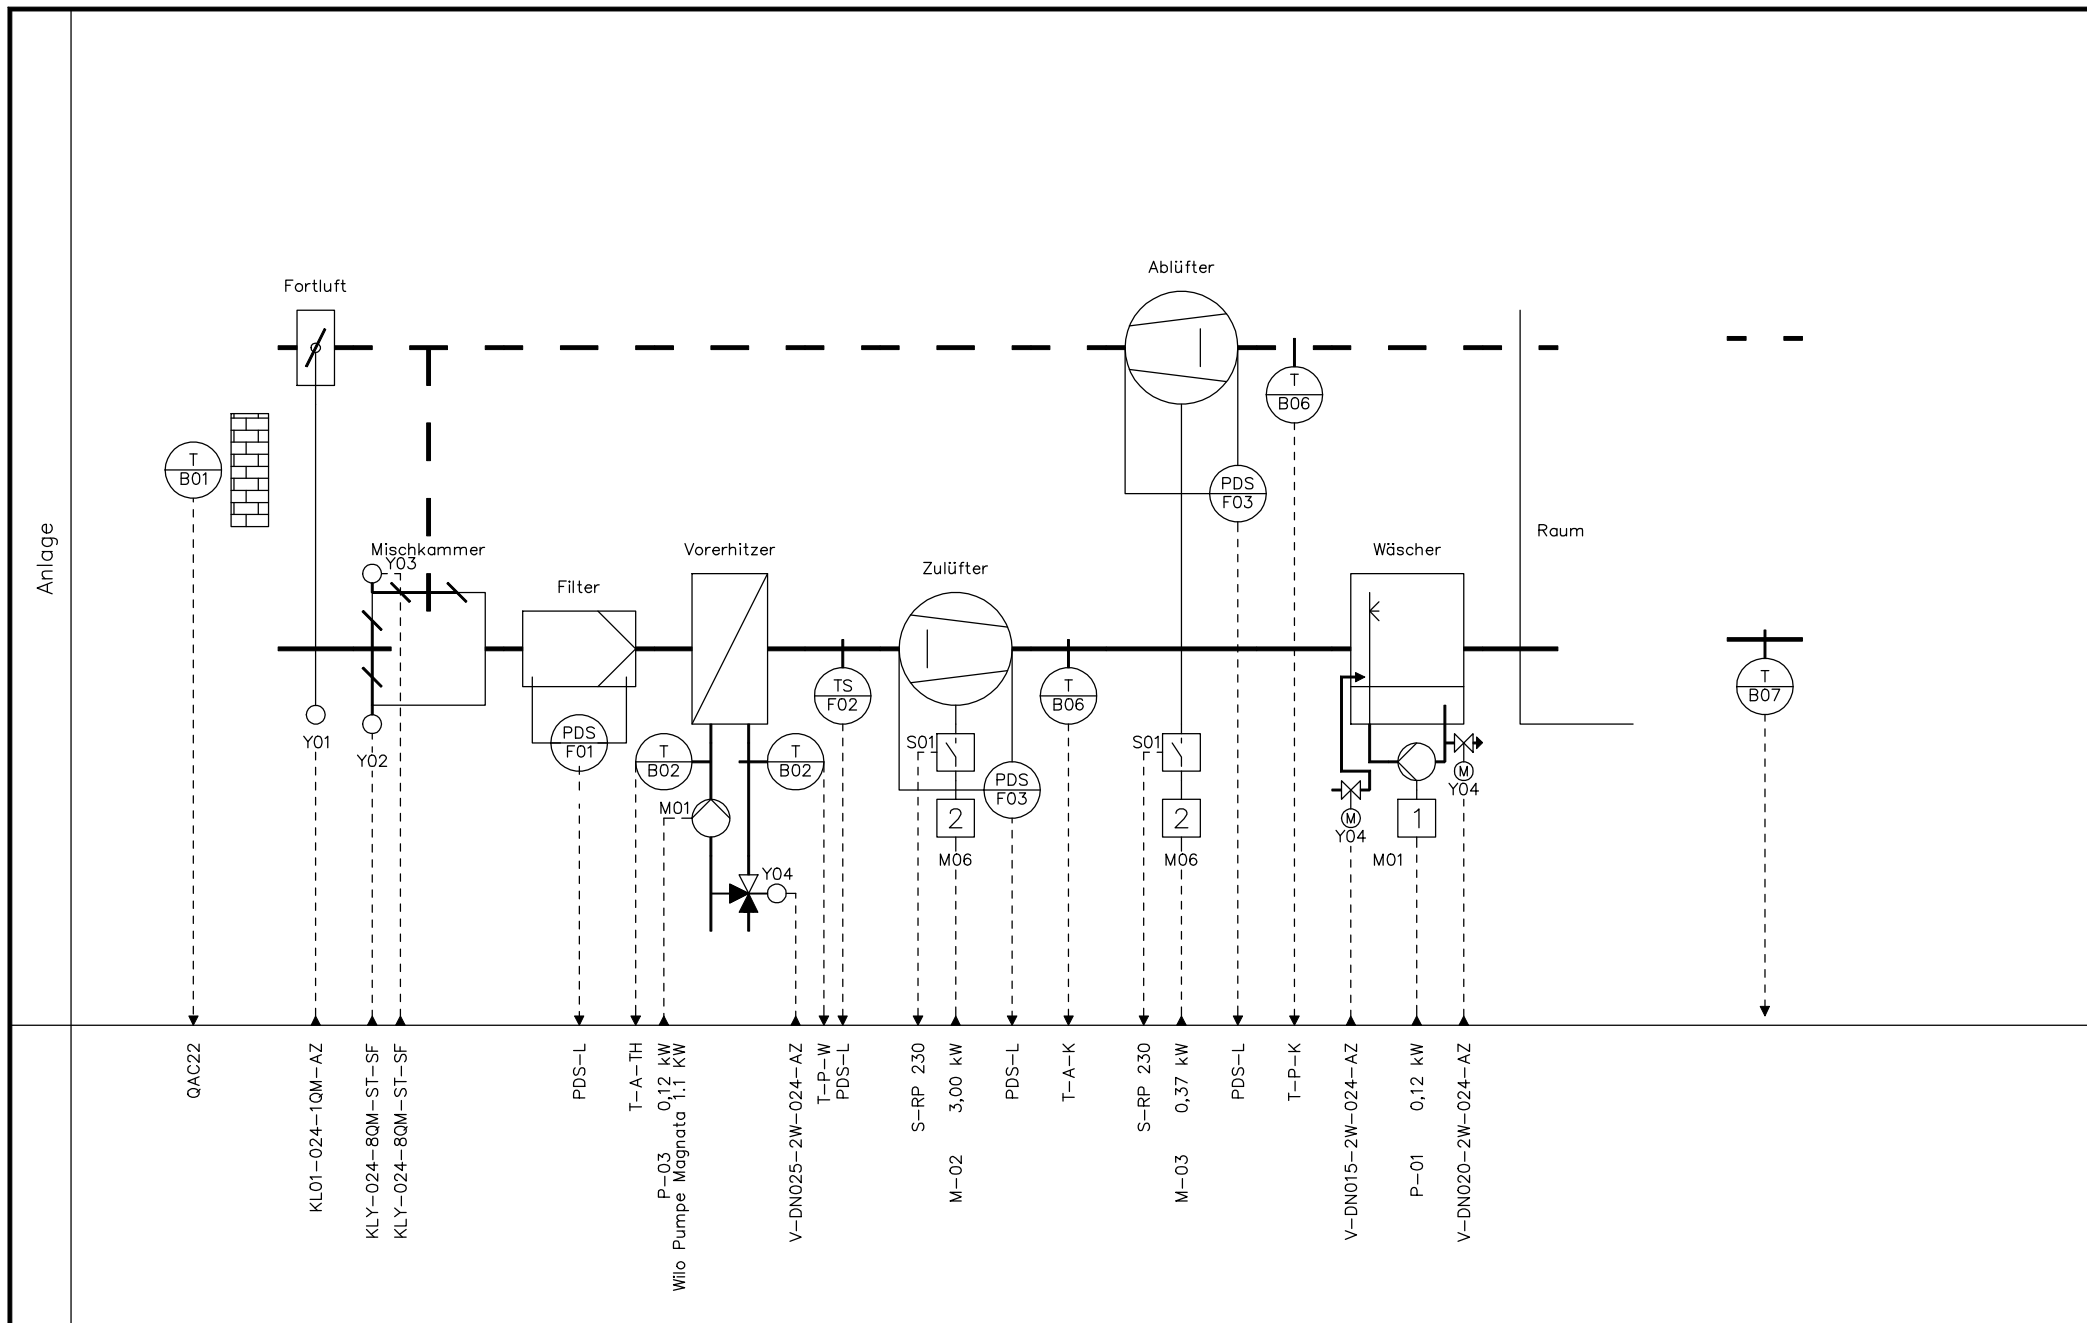 Anlage
Ablüfter
Fortluft
T
B06
T
B01
PDS
F03
Raum
Mischkammer
Y03
Vorerhitzer
Wäscher
Zulüfter
Filter
TS
F02
T
B06
T
B07
Y01
Y02
PDS
F01
T
B02
T
B02
S01
S01
PDS
F03
M
Y04
M01
2
2
M
Y04
1
M06
M06
M01
Y04
QAC22
KL01-024-1QM-AZ
KLY-024-8QM-ST-SF
KLY-024-8QM-ST-SF
PDS-L
T-A-TH
P-03 0,12 kW
Wilo Pumpe Magnata 1.1 KW
V-DN025-2W-024-AZ
T-P-W
PDS-L
S-RP 230
M-02 3,00 kW
PDS-L
T-A-K
S-RP 230
M-03 0,37 kW
PDS-L
T-P-K
V-DN015-2W-024-AZ
P-01 0,12 kW
V-DN020-2W-024-AZ